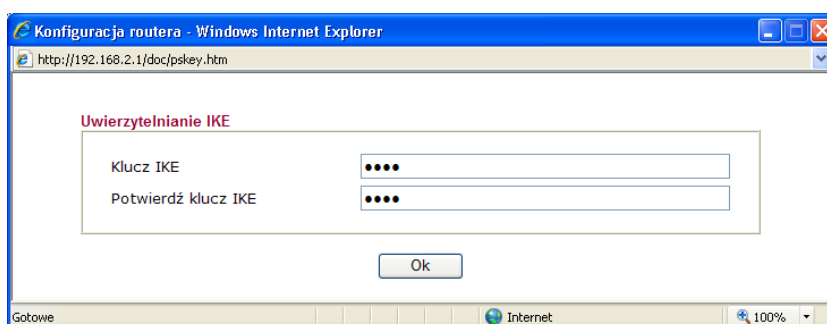 Konfiguracja routera - Windows Internet Explorer
http://192.168.2.1/doc/pskey.htm
Uwierzytelnianie IKE
Klucz IKE ••••
Potwierdź klucz IKE ••••
Ok
Gotowe Internet 100%